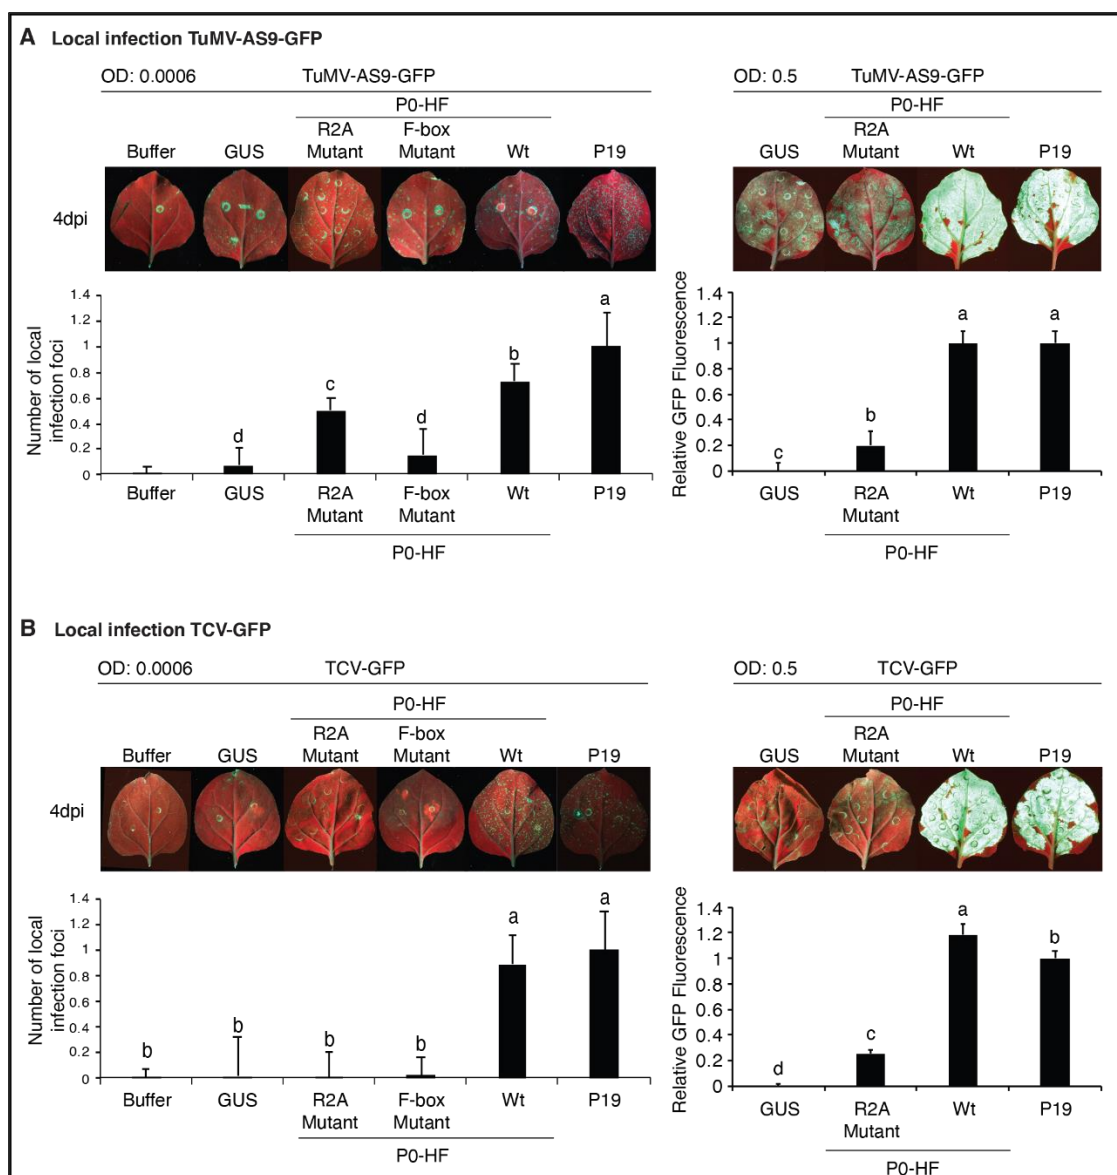 A Local infection TuMV-AS9-GFP
OD: 0.0006 TuMV-AS9-GFP
P0-HF
Buffer GUS R2A Mutant F-box Mutant Wt P19
4dpi
Number of local infection foci
1.4
1.2
1
0.8
0.6
0.4
0.2
0
d c d b a
Buffer GUS R2A Mutant F-box Mutant Wt P19
P0-HF
OD: 0.5 TuMV-AS9-GFP
P0-HF
GUS R2A Mutant Wt P19
Relative GFP Fluorescence
1.4
1.2
1
0.8
0.6
0.4
0.2
0
c b a a
GUS R2A Mutant Wt P19
P0-HF
B Local infection TCV-GFP
OD: 0.0006 TCV-GFP
P0-HF
Buffer GUS R2A Mutant F-box Mutant Wt P19
4dpi
Number of local infection foci
1.4
1.2
1
0.8
0.6
0.4
0.2
0
b b b b a a
Buffer GUS R2A Mutant F-box Mutant Wt P19
P0-HF
OD: 0.5 TCV-GFP
P0-HF
GUS R2A Mutant Wt P19
Relative GFP Fluorescence
1.4
1.2
1
0.8
0.6
0.4
0.2
0
d c a b
GUS R2A Mutant Wt P19
P0-HF